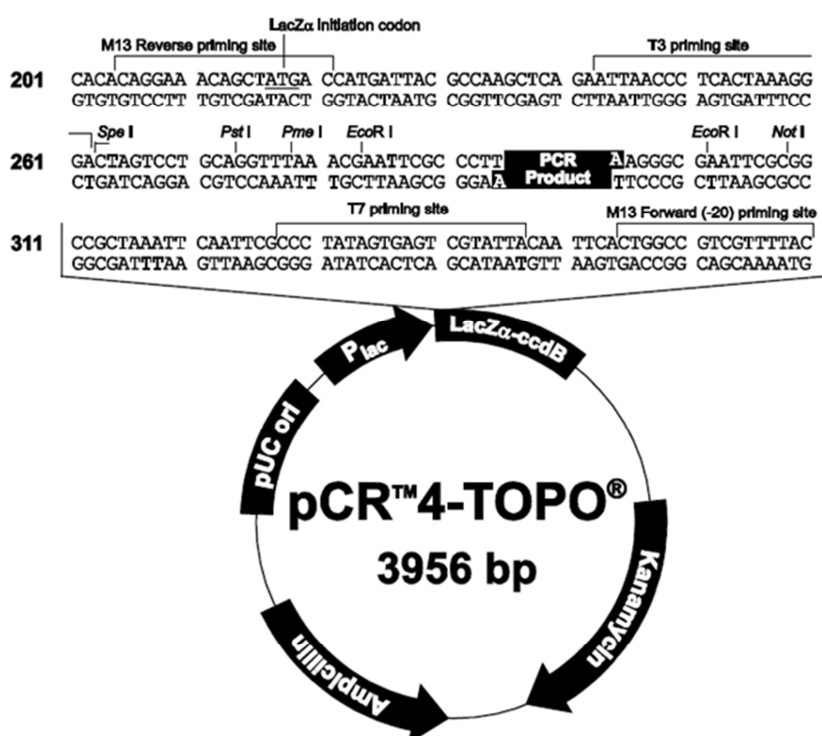 LacZα Initiation codon
M13 Reverse priming site
T3 priming site
201 CACACAGGAA ACAGCTATGA CCATGATTAC GCCAAGCTCA GAATTAACCC TCACTAAAGG
GTGTGTCCTT TGTCGATACT GGTACTAATG CGGTTCGAGT CTTAATTGGG AGTGATTTCC
Spe I Pst I Pme I EcoR I EcoR I Not I
261 GACTAGTCCT GCAGGTTTAA ACGAATTCGC CCTT PCR A AGGGC GAATTCGCGG
CTGATCAGGA CGTCCAAATT TGCTTAAGCG GGA A Product TTCCCG CTTAAGCGCC
T7 priming site M13 Forward (-20) priming site
311 CCGCTAAATT CAATTCGCCC TATAGTGAGT CGTATTACAA TTCACTGGCC GTCGTTTTAC
GGCGATTTAA GTTAAGCGGG ATATCACTCA GCATAATGTT AAGTGACCGG CAGCAAAATG
Plac
LacZα-ccdB
pUC ori
pCR™4-TOPO®
3956 bp
Kanamycin
Ampicillin